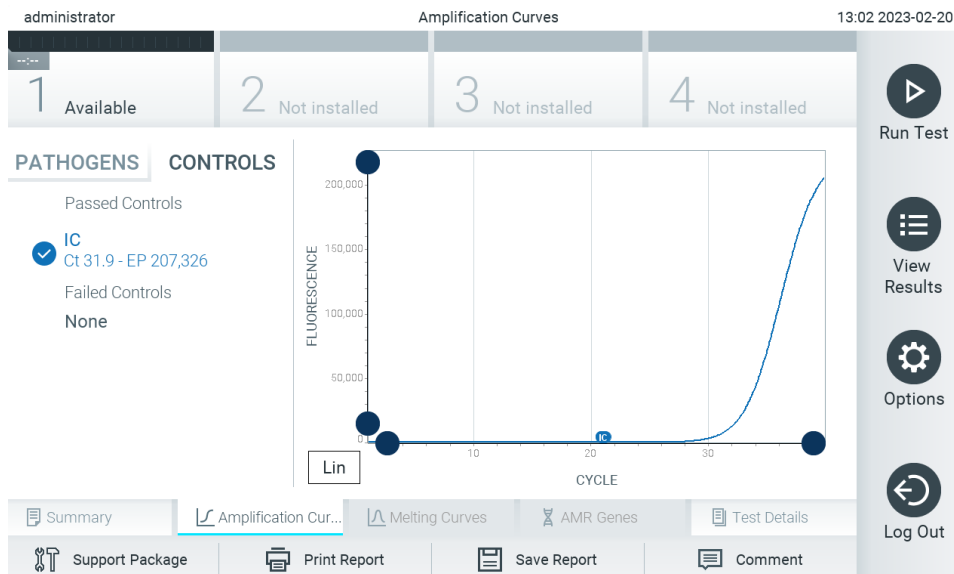 administrator
Amplification Curves
13:02 2023-02-20
--:--
1 Available
2 Not installed
3 Not installed
4 Not installed
Run Test
PATHOGENS
CONTROLS
Passed Controls
IC
Ct 31.9 - EP 207,326
Failed Controls
None
FLUORESCENCE
200,000
150,000
100,000
50,000
0
IC
10
20
30
CYCLE
Lin
View
Results
Options
Log Out
Summary
Amplification Cur...
Melting Curves
AMR Genes
Test Details
Support Package
Print Report
Save Report
Comment